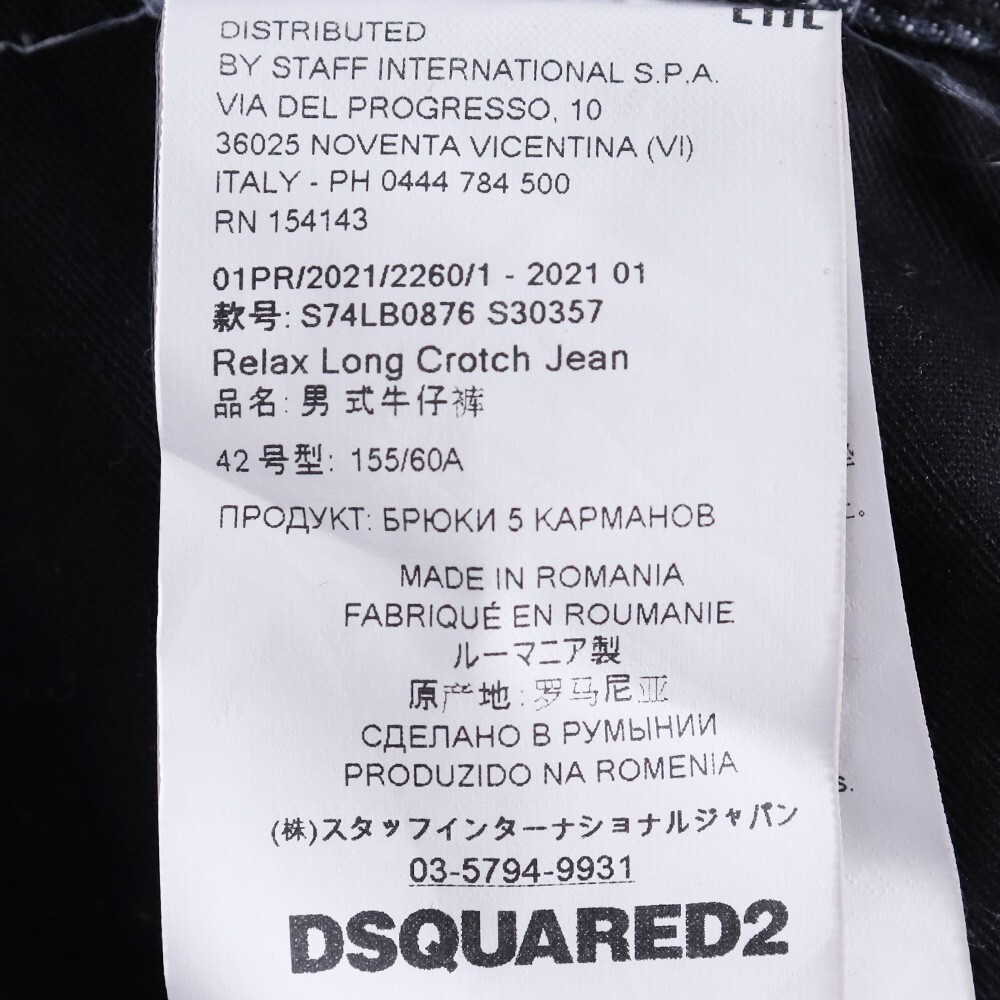 EAC
DISTRIBUTED
BY STAFF INTERNATIONAL S.P.A.
VIA DEL PROGRESSO, 10
36025 NOVENTA VICENTINA (VI)
ITALY - PH 0444 784 500
RN 154143
01PR/2021/2260/1 - 2021 01
款号: S74LB0876 S30357
Relax Long Crotch Jean
品名: 男 式牛仔裤
42 号型: 155/60A
ПРОДУКТ: БРЮКИ 5 КАРМАНОВ
MADE IN ROMANIA
FABRIQUÉ EN ROUMANIE
ルーマニア製
原产地: 罗马尼亚
СДЕЛАНО В РУМЫНИИ
PRODUZIDO NA ROMENIA
(株)スタッフインターナショナルジャパン
03-5794-9931
DSQUARED2